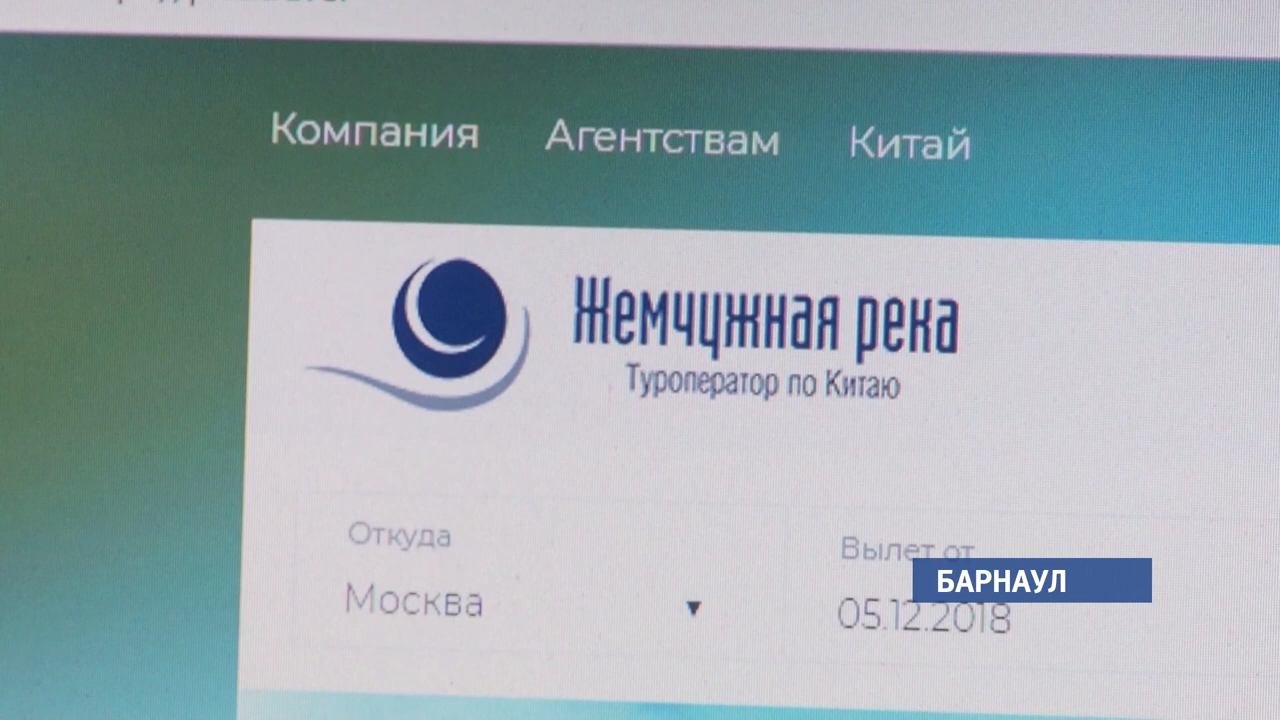 Компания Агентствам Китай
Жемчужная река
Туроператор по Китаю
Откуда
Вылет от
Москва
05.12.2018
БАРНАУЛ